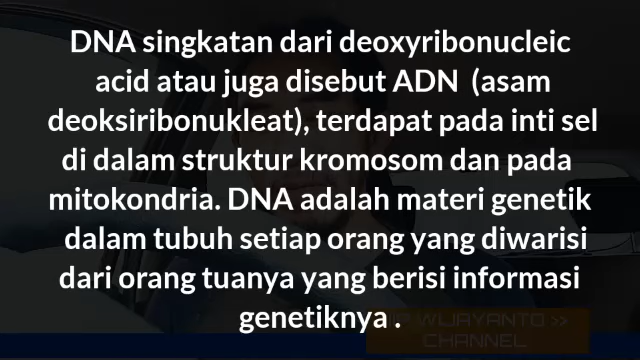 DNA singkatan dari deoxyribonucleic
acid atau juga disebut ADN (asam
deoksiribonukleat), terdapat pada inti sel
di dalam struktur kromosom dan pada
mitokondria. DNA adalah materi genetik
dalam tubuh setiap orang yang diwarisi
dari orang tuanya yang berisi informasi
genetiknya .
WIJAYANTO >>
CHANNEL